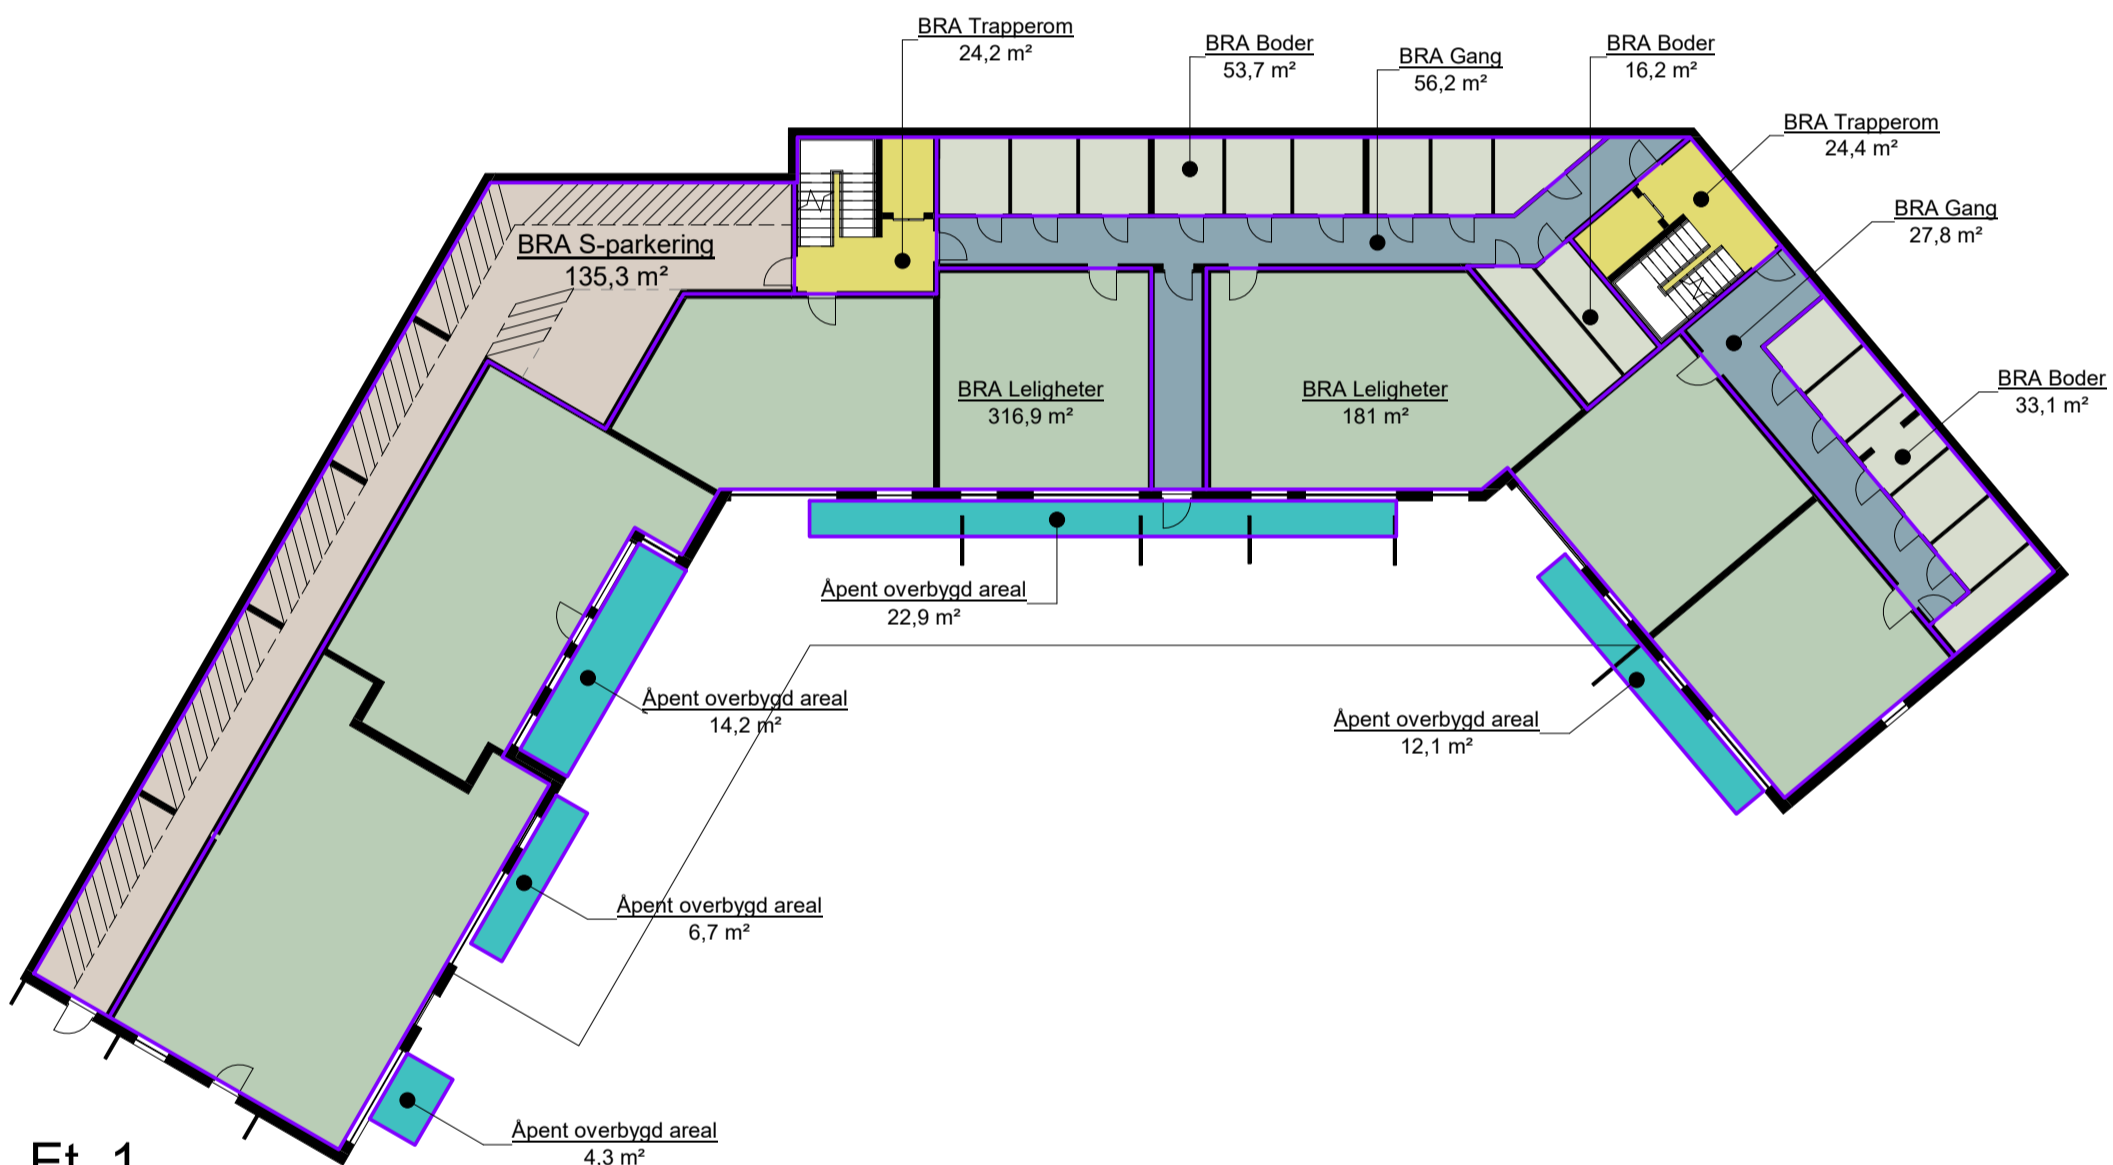 BRA Trapperom
24,2 m²
BRA Boder
53,7 m²
BRA Gang
56,2 m²
BRA Boder
16,2 m²
BRA Trapperom
24,4 m²
BRA Gang
27,8 m²
BRA S-parkering
135,3 m²
BRA Leligheter
316,9 m²
BRA Leligheter
181 m²
BRA Boder
33,1 m²
Åpent overbygd areal
22,9 m²
Åpent overbygd areal
14,2 m²
Åpent overbygd areal
12,1 m²
Åpent overbygd areal
6,7 m²
Åpent overbygd areal
4,3 m²
Et. 1